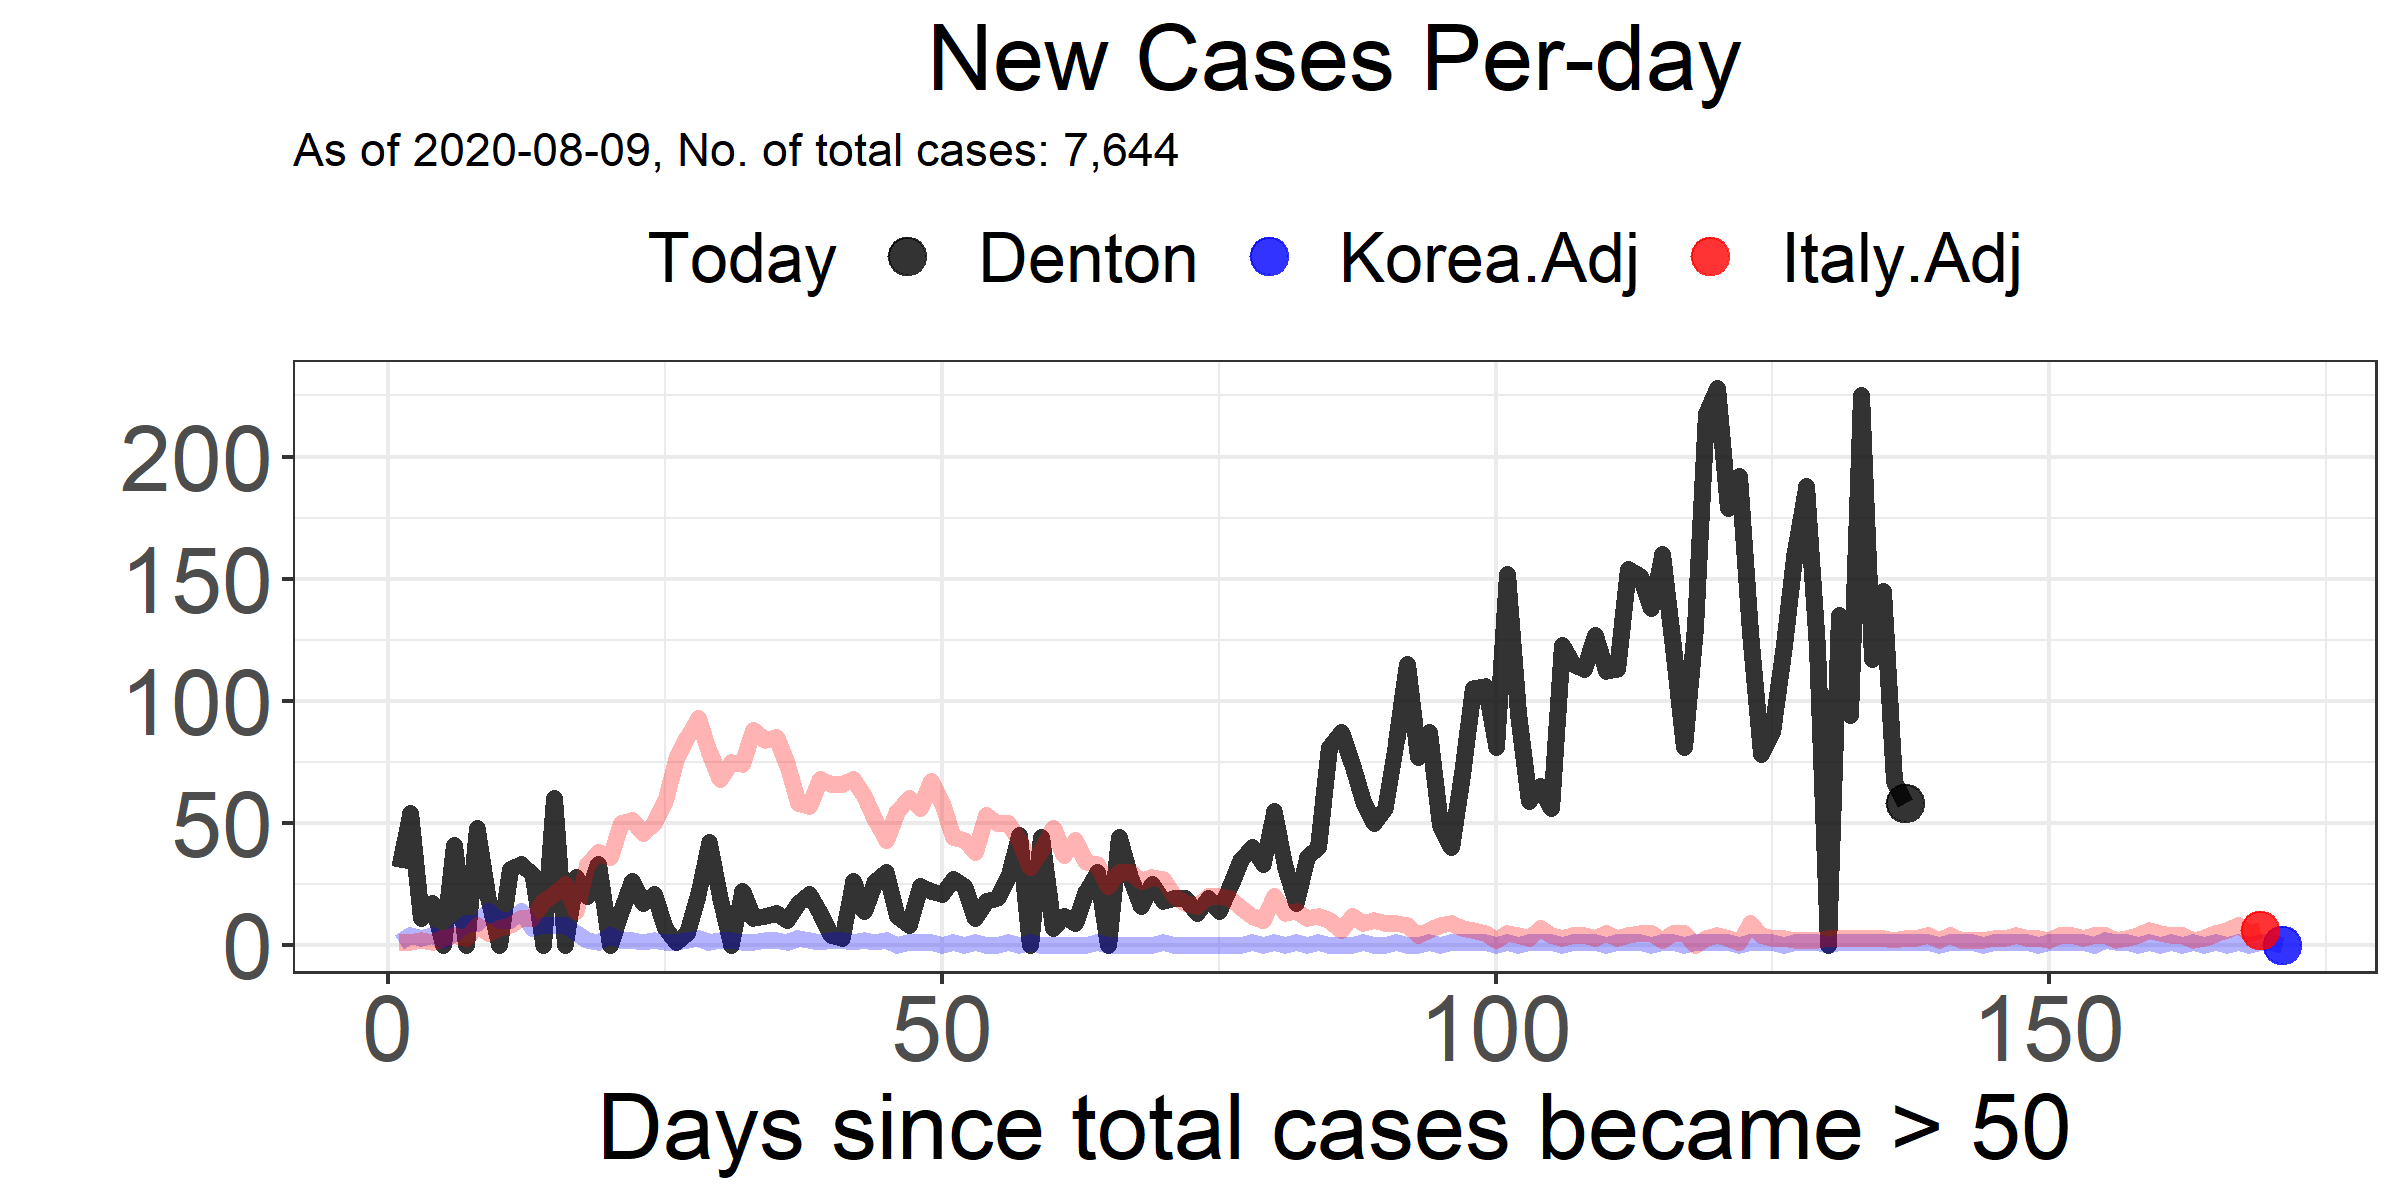 New Cases Per-day
As of 2020-08-09, No. of total cases: 7,644
Today Denton Korea.Adj Italy.Adj
200
150
100
50
0
0 50 100 150
Days since total cases became > 50